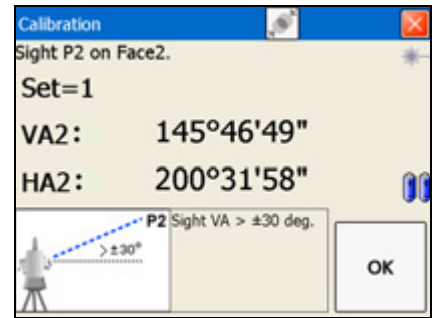 Calibration
Sight P2 on Face2.
Set=1
VA2: 145°46'49"
HA2: 200°31'58"
P2
>±30°
Sight VA > ±30 deg.
OK